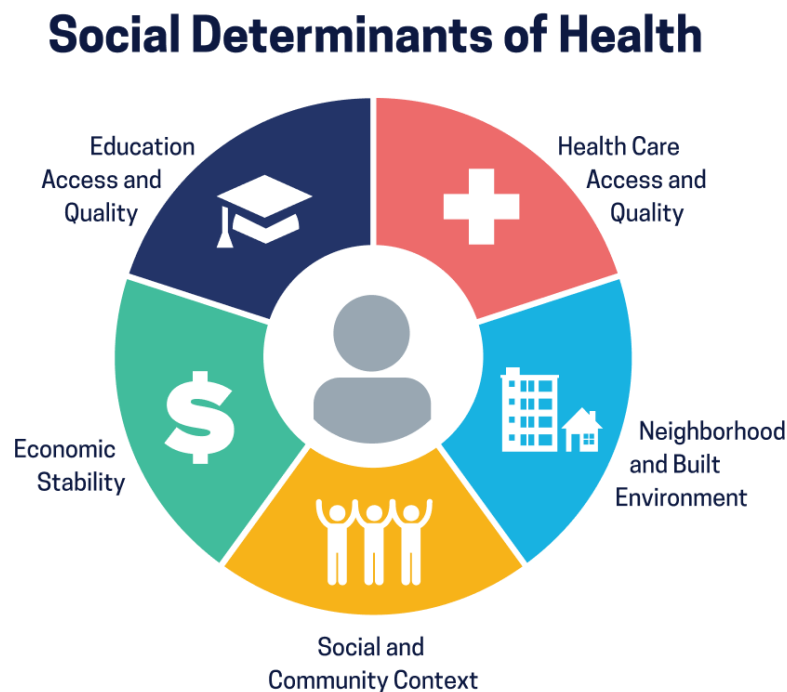 Social Determinants of Health
Education
Access and
Quality
Health Care
Access and
Quality
Economic
Stability
Neighborhood
and Built
Environment
Social and
Community Context